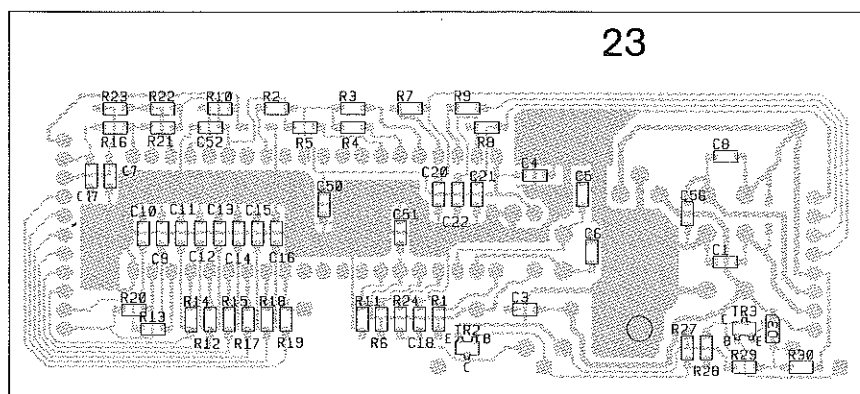 23
R23 R22 R10 R2 R3 R7 R9
R16 R21 C52 R5 R4 R8
C8
C47 C7 C50 C20 C21 C4 C5 C56
C22
C10 C11 C13 C15 C51
C9 C12 C14 C16 C6 C1
R20 R14 R15 R18 R11 R24 R1 C3 TR3
R13 R12 R17 R19 R6 C18 TR2 R27 C D3
E B B E
C R28 R29 R30